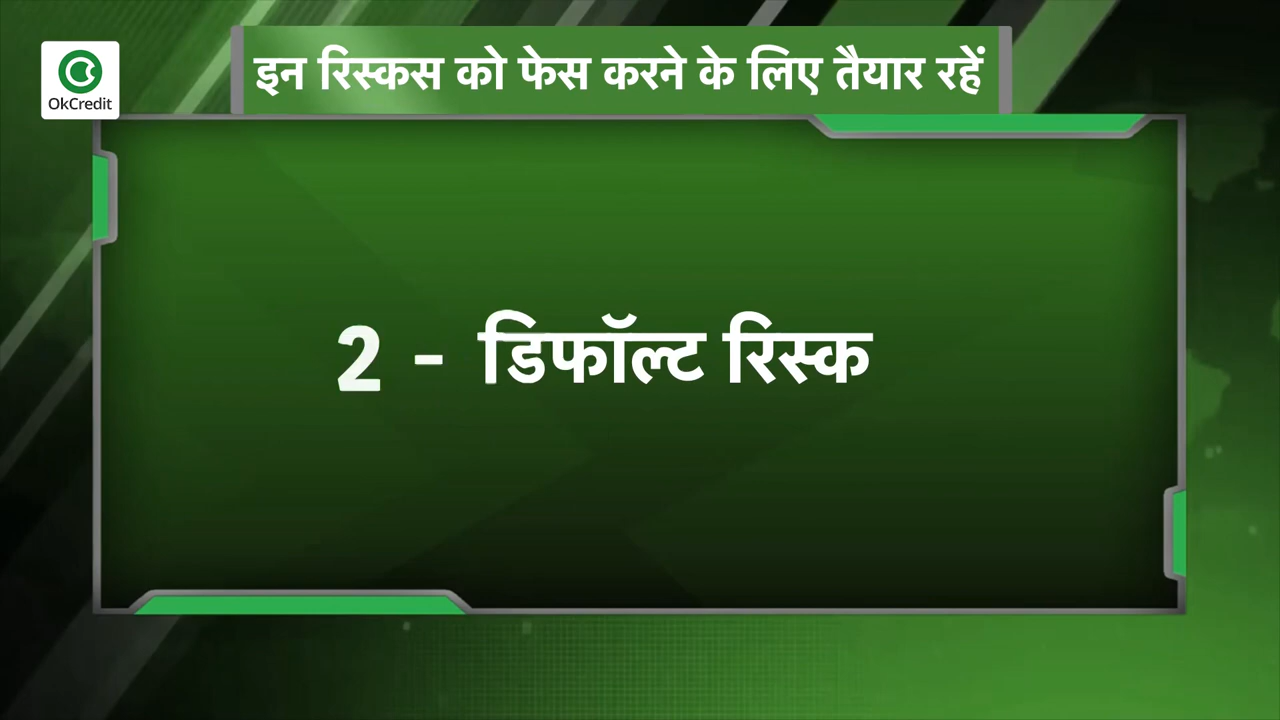 इन रिस्कस को फेस करने के लिए तैयार रहें
OkCredit
2 - डिफॉल्ट रिस्क